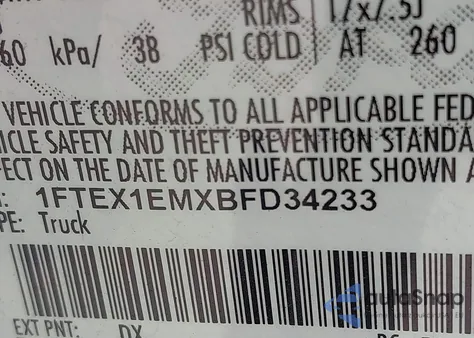 RIMS 17x7.5J
60 kPa/ 38 PSI COLD AT 260
VEHICLE CONFORMS TO ALL APPLICABLE FED
ICLE SAFETY AND THEFT PREVENTION STANDA
FECT ON THE DATE OF MANUFACTURE SHOWN A
: 1FTEX1EMXBFD34233
PE: Truck
autoSnap
EXT PNT: DX